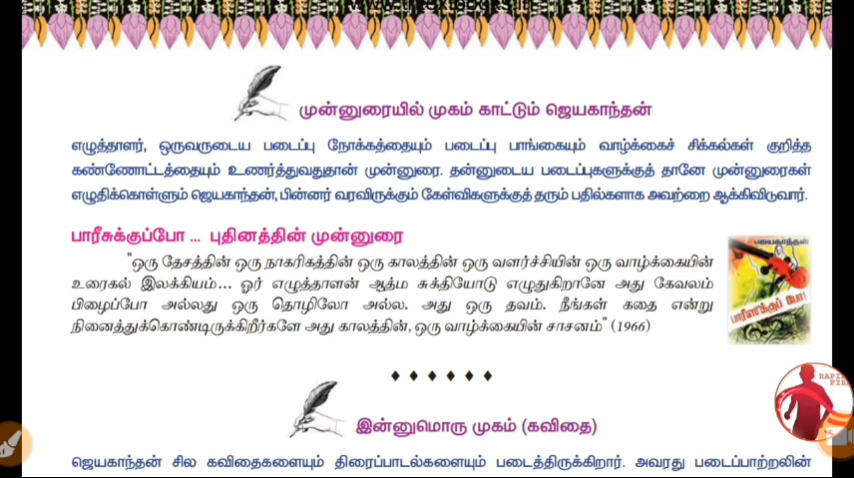 முன்னுரையில் முகம் காட்டும் ஜெயகாந்தன்
எழுத்தாளர், ஒருவருடைய படைப்பு நோக்கத்தையும் படைப்பு பாங்கையும் வாழ்க்கைச் சிக்கல்கள் குறித்த
கண்ணோட்டத்தையும் உணர்த்துவதுதான் முன்னுரை. தன்னுடைய படைப்புகளுக்குத் தானே முன்னுரைகள்
எழுதிக்கொள்ளும் ஜெயகாந்தன், பின்னர் வரவிருக்கும் கேள்விகளுக்குத் தரும் பதில்களாக அவற்றை ஆக்கிவிடுவார்.
பாரீசுக்குப்போ ... புதினத்தின் முன்னுரை
"ஒரு தேசத்தின் ஒரு நாகரிகத்தின் ஒரு காலத்தின் ஒரு வளர்ச்சியின் ஒரு வாழ்க்கையின்
உரைகல் இலக்கியம்... ஓர் எழுத்தாளன் ஆத்ம சுக்தியோடு எழுதுகிறானே அது கேவலம்
பிழைப்போ அல்லது ஒரு தொழிலோ அல்ல. அது ஒரு தவம். நீங்கள் கதை என்று
நினைத்துக்கொண்டிருக்கிறீர்களே அது காலத்தின், ஒரு வாழ்க்கையின் சாசனம்" (1966)
ஜெயகாந்தன்
பாரீஸுக்குப் போ!
RAPID
FIRE
இன்னுமொரு முகம் (கவிதை)
ஜெயகாந்தன் சில கவிதைகளையும் திரைப்பாடல்களையும் படைத்திருக்கிறார். அவரது படைப்பாற்றலின்